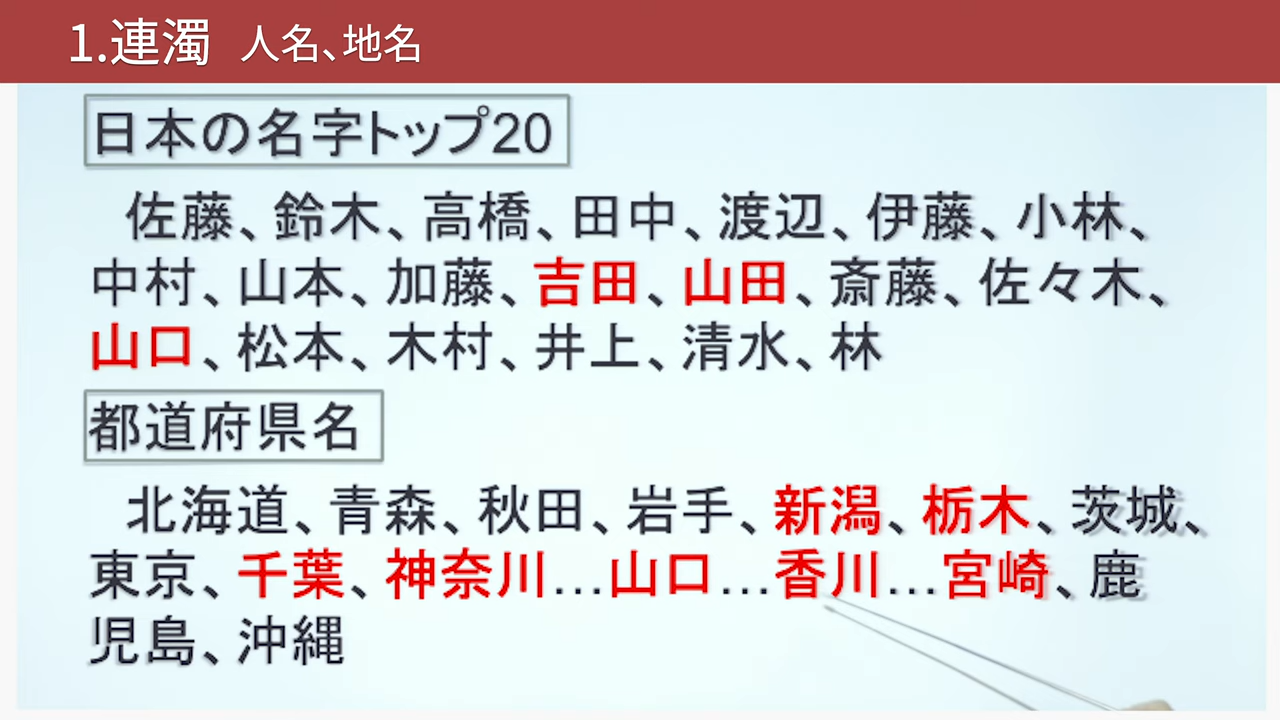 1.連濁 人名、地名
日本の名字トップ20
佐藤、鈴木、高橋、田中、渡辺、伊藤、小林、
中村、山本、加藤、吉田、山田、斎藤、佐々木、
山口、松本、木村、井上、清水、林
都道府県名
北海道、青森、秋田、岩手、新潟、栃木、茨城、
東京、千葉、神奈川…山口…香川…宮崎、鹿
児島、沖縄